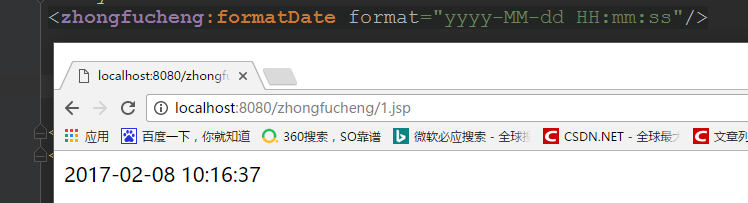 <zhongfucheng:formatDate format="yyyy-MM-dd HH:mm:ss"/>
localhost:8080/zhongfu
localhost:8080/zhongfucheng/1.jsp
应用 百度一下，你就知道 360搜索，SO靠谱 微软必应搜索 - 全球搜 CSDN.NET - 全球最大 文章列
2017-02-08 10:16:37